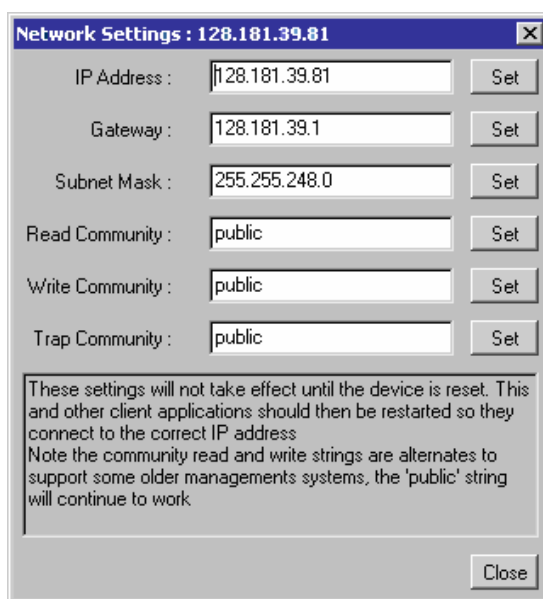 Network Settings : 128.181.39.81
IP Address : 128.181.39.81 Set
Gateway : 128.181.39.1 Set
Subnet Mask : 255.255.248.0 Set
Read Community : public Set
Write Community : public Set
Trap Community : public Set
These settings will not take effect until the device is reset. This
and other client applications should then be restarted so they
connect to the correct IP address
Note the community read and write strings are alternates to
support some older managements systems, the 'public' string
will continue to work
Close